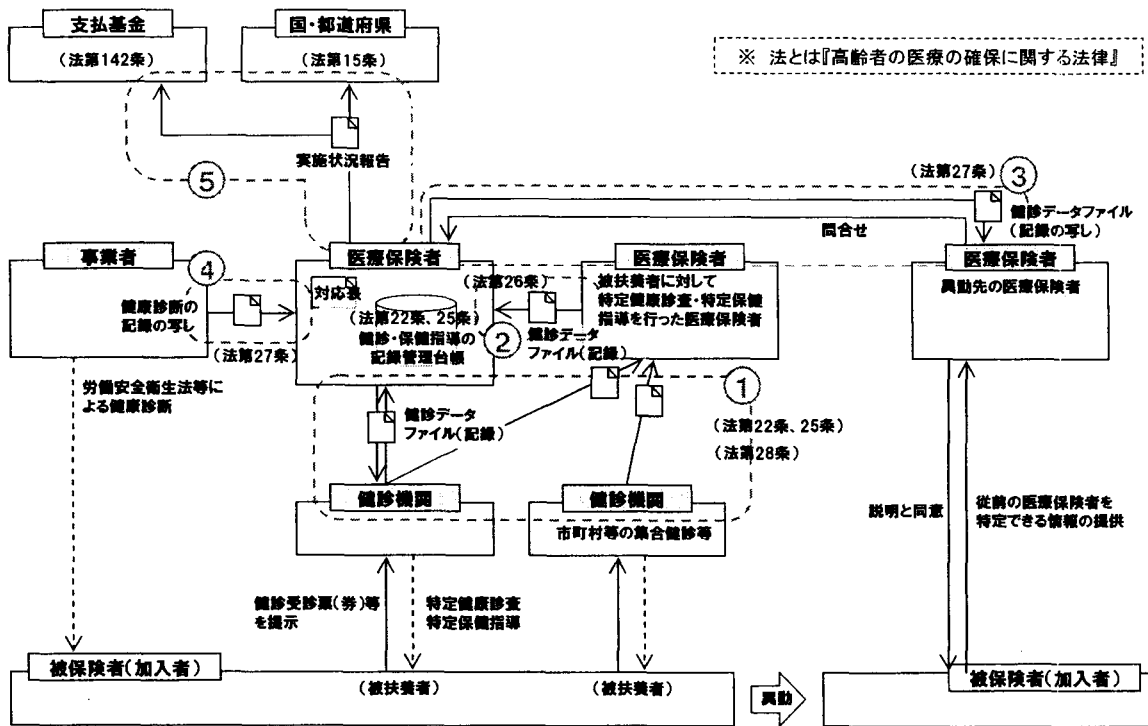 支払基金
(法第142条)
国・都道府県
(法第15条)
※ 法とは『高齢者の医療の確保に関する法律』
実施状況報告
⑤
(法第27条)
③
健診データファイル
(記録の写し)
問合せ
事業者
④
健康診断の
記録の写し
(法第27条)
医療保険者
対応表
(法第22条、25条)
健診・保健指導の
記録管理台帳
(法第26条)
②
健診データ
ファイル(記録)
医療保険者
被扶養者に対して
特定健康診査・特定保健
指導を行った医療保険者
医療保険者
異動先の医療保険者
労働安全衛生法等に
よる健康診断
健診データ
ファイル(記録)
①
(法第22条、25条)
(法第28条)
健診機関
健診機関
市町村等の集合健診等
説明と同意
従前の医療保険者を
特定できる情報の提供
健診受診票(券)等
を提示
特定健康診査
特定保健指導
被保険者(加入者)
(被扶養者)
(被扶養者)
異動
被保険者(加入者)